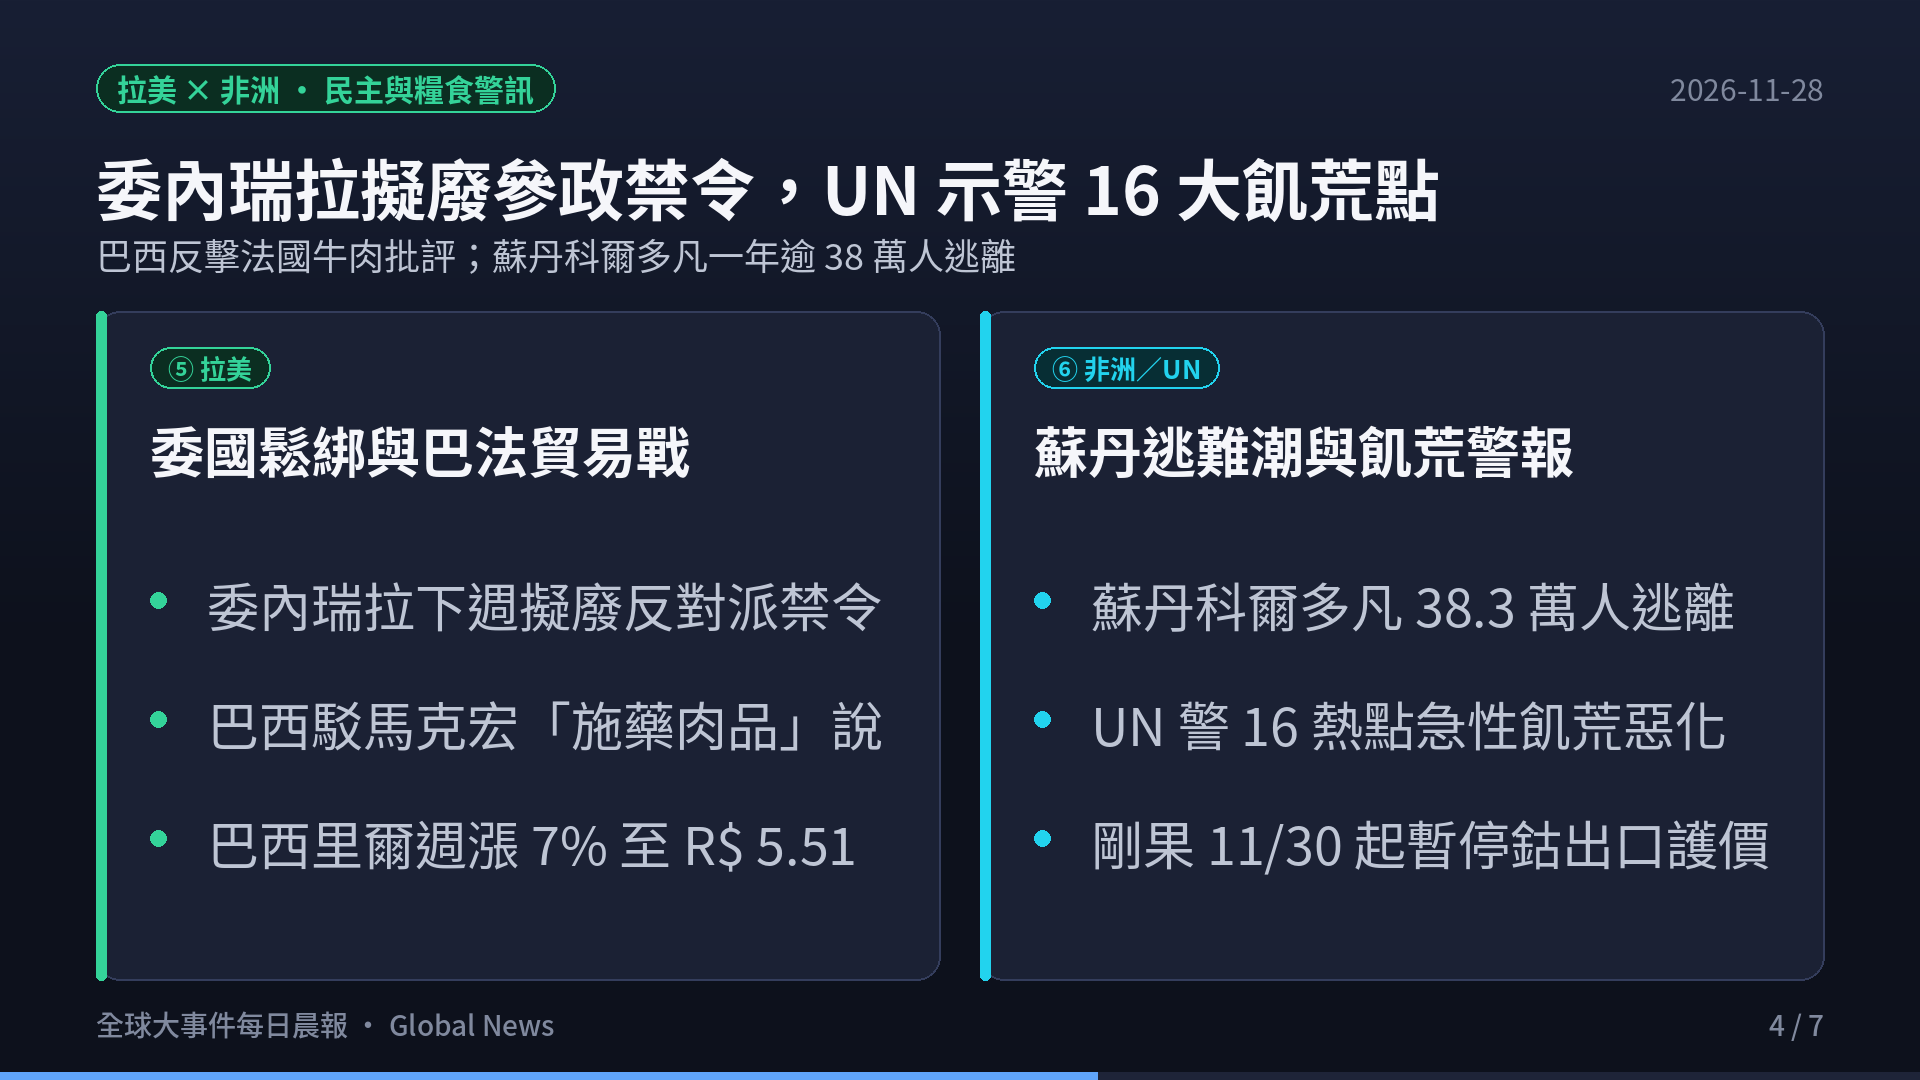 拉美 × 非洲 • 民主與糧食警訊
2026-11-28
委內瑞拉擬廢參政禁令，UN 示警 16 大飢荒點
巴西反擊法國牛肉批評；蘇丹科爾多凡一年逾 38 萬人逃離
⑤ 拉美
委國鬆綁與巴法貿易戰
委內瑞拉下週擬廢反對派禁令
巴西駁馬克宏「施藥肉品」說
巴西里爾週漲 7% 至 R$ 5.51
⑥ 非洲／UN
蘇丹逃難潮與飢荒警報
蘇丹科爾多凡 38.3 萬人逃離
UN 警 16 熱點急性飢荒惡化
剛果 11/30 起暫停鈷出口護價
全球大事件每日晨報 • Global News
4 / 7